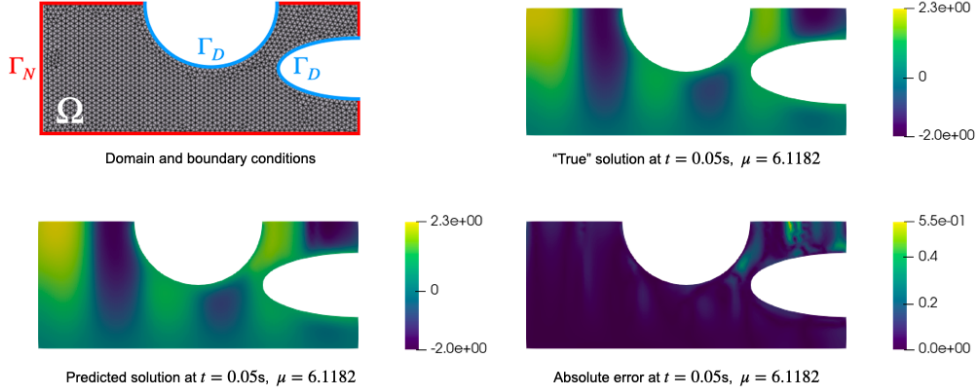 Γ_D
Γ_N
Γ_D
Ω
Domain and boundary conditions
2.3e+00
0
-2.0e+00
“True” solution at t = 0.05s, μ = 6.1182
2.3e+00
0
-2.0e+00
Predicted solution at t = 0.05s, μ = 6.1182
5.5e-01
0.4
0.2
0.0e+00
Absolute error at t = 0.05s, μ = 6.1182